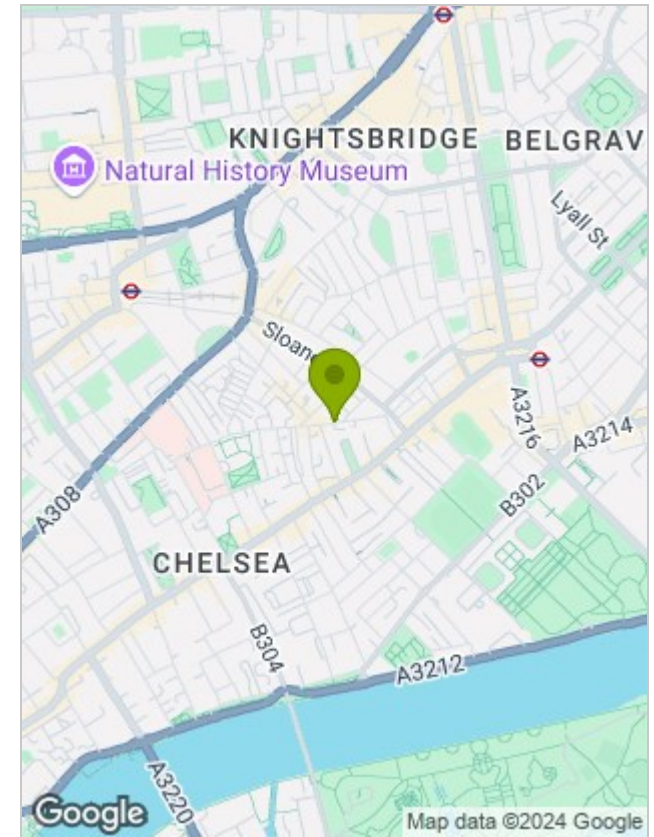 KNIGHTSBRIDGE
BELGRAV
Natural History Museum
Lyall St
Sloane
A3216
A3214
B302
A308
CHELSEA
B304
A3212
A3220
Google
Map data ©2024 Google